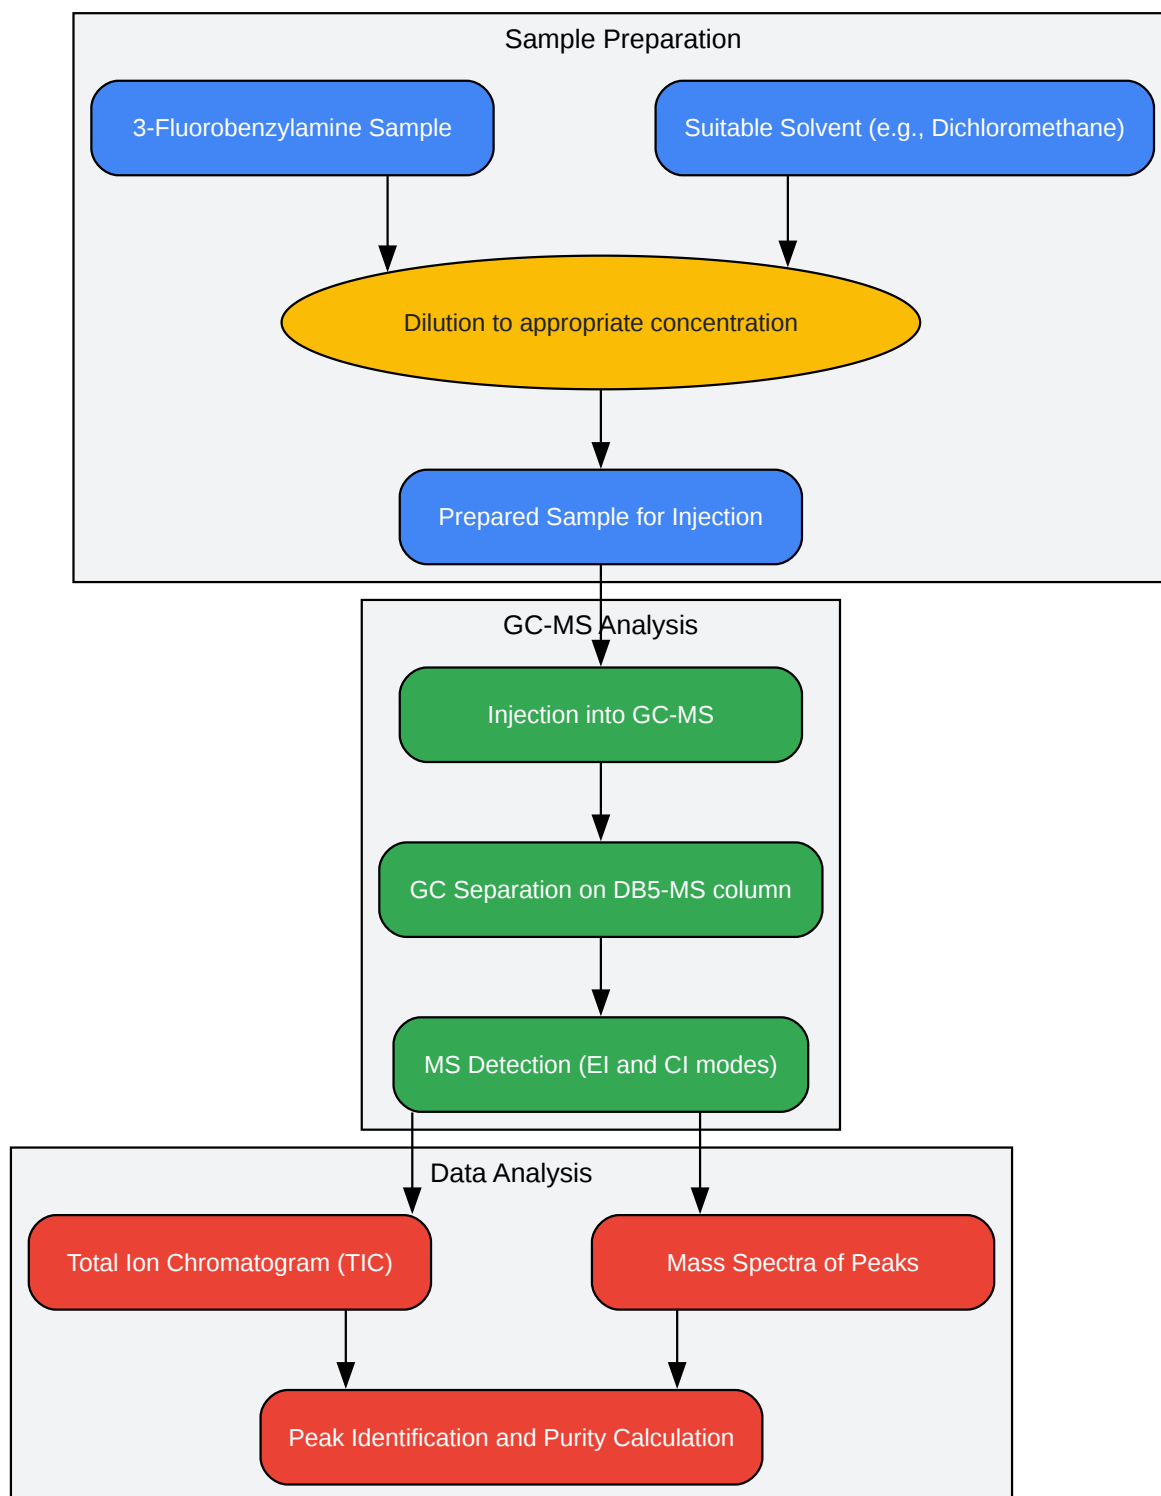 Sample Preparation
3-Fluorobenzylamine Sample
Suitable Solvent (e.g., Dichloromethane)
Dilution to appropriate concentration
Prepared Sample for Injection
GC-MS Analysis
Injection into GC-MS
GC Separation on DB5-MS column
MS Detection (EI and CI modes)
Data Analysis
Total Ion Chromatogram (TIC)
Mass Spectra of Peaks
Peak Identification and Purity Calculation